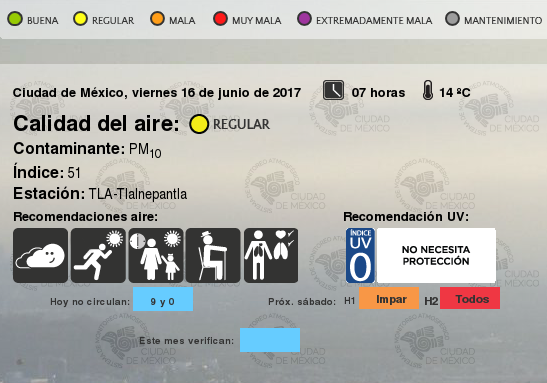 BUENA REGULAR MALA MUY MALA EXTREMADAMENTE MALA MANTENIMIENTO
Ciudad de México, viernes 16 de junio de 2017 07 horas 14 ºC
Calidad del aire: REGULAR
Contaminante: PM10
Índice: 51
Estación: TLA-Tlalnepantla
Recomendaciones aire: Recomendación UV:
ÍNDICE
UV
0
NO NECESITA
PROTECCIÓN
Hoy no circulan: 9 y 0 Próx. sábado: H1 Impar H2 Todos
Este mes verifican:
CIUDAD
DE MÉXICO